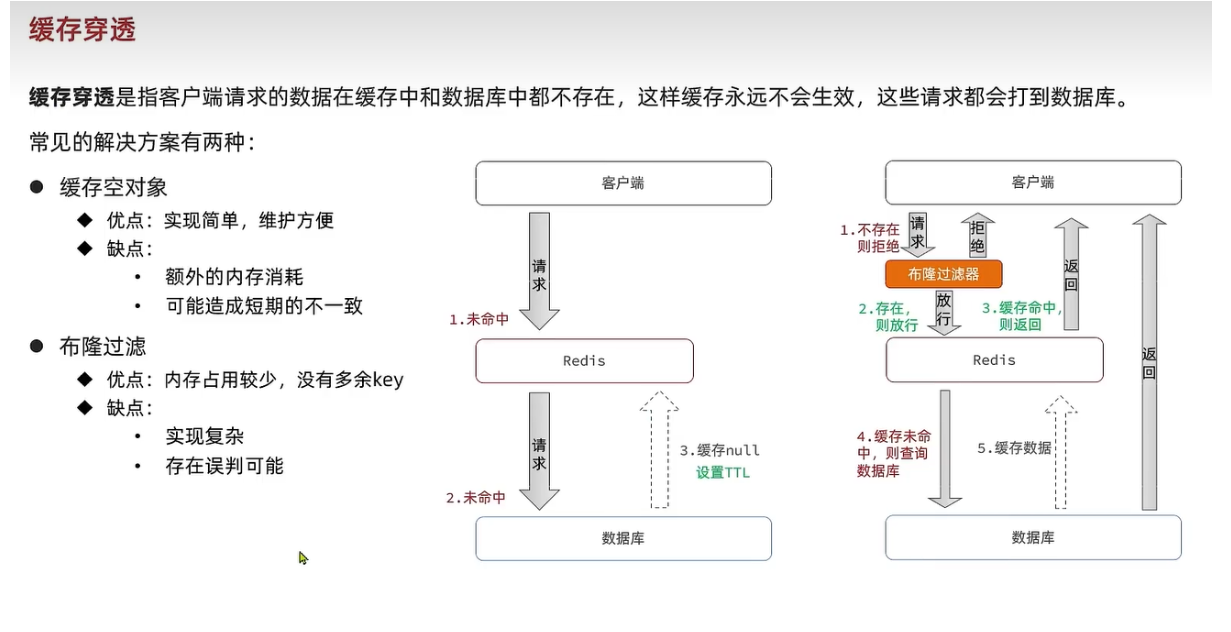 缓存穿透
缓存穿透是指客户端请求的数据在缓存中和数据库中都不存在，这样缓存永远不会生效，这些请求都会打到数据库。
常见的解决方案有两种：
● 缓存空对象
◆ 优点：实现简单，维护方便
◆ 缺点：
• 额外的内存消耗
• 可能造成短期的不一致
● 布隆过滤
◆ 优点：内存占用较少，没有多余key
◆ 缺点：
• 实现复杂
• 存在误判可能
客户端
请求
1.未命中
Redis
请求
2.未命中
3.缓存null
设置TTL
数据库
客户端
1.不存在
则拒绝
请求
拒绝
布隆过滤器
2.存在，
则放行
放行
3.缓存命中，
则返回
返回
Redis
返回
4.缓存未命
中，则查询
数据库
5.缓存数据
数据库